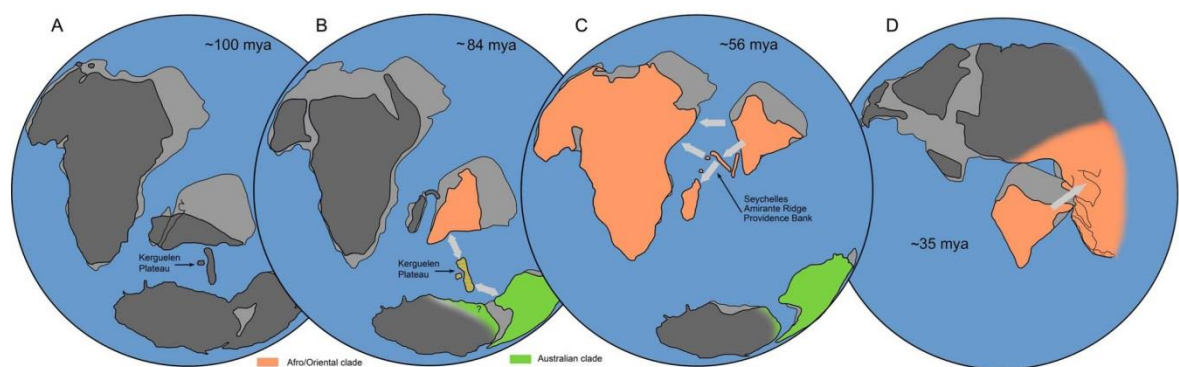 A
~100 mya
Kerguelen
Plateau
B
~84 mya
Kerguelen
Plateau
?
C
~56 mya
Seychelles
Amirante Ridge
Providence Bank
D
~35 mya
Afro/Oriental clade
Australian clade